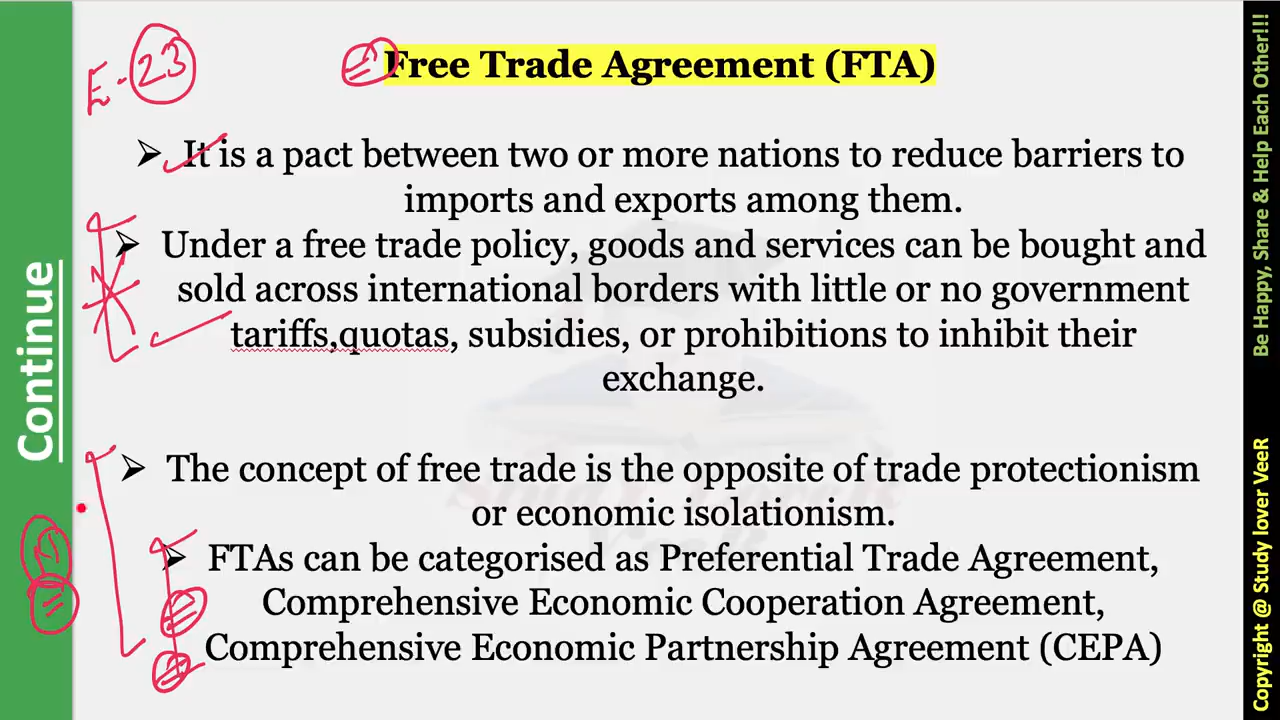 E-23
Free Trade Agreement (FTA)
➢ It is a pact between two or more nations to reduce barriers to
imports and exports among them.
➢ Under a free trade policy, goods and services can be bought and
sold across international borders with little or no government
tariffs,quotas, subsidies, or prohibitions to inhibit their
exchange.
➢ The concept of free trade is the opposite of trade protectionism
or economic isolationism.
➢ FTAs can be categorised as Preferential Trade Agreement,
Comprehensive Economic Cooperation Agreement,
Comprehensive Economic Partnership Agreement (CEPA)
Continue
Be Happy, Share & Help Each Other!!!
Copyright @ Study lover VeeR